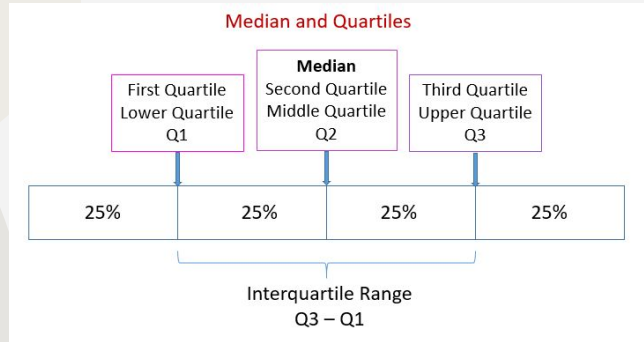 Median and Quartiles
First Quartile
Lower Quartile
Q1
Median
Second Quartile
Middle Quartile
Q2
Third Quartile
Upper Quartile
Q3
25%
25%
25%
25%
Interquartile Range
Q3 – Q1